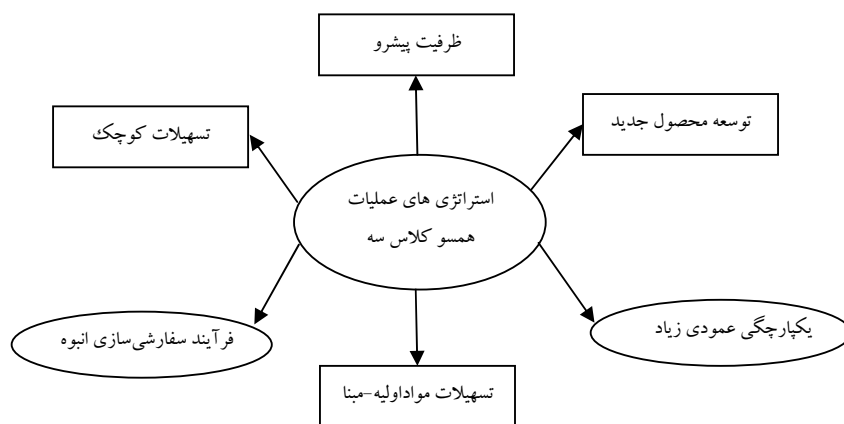 ظرفیت پیشرو
توسعه محصول جدید
تسهیلات کوچک
استراتژی های عملیات
همسو کلاس سه
یکپارچگی عمودی زیاد
فرآیند سفارشی‌سازی انبوه
تسهیلات مواداولیه-مبنا